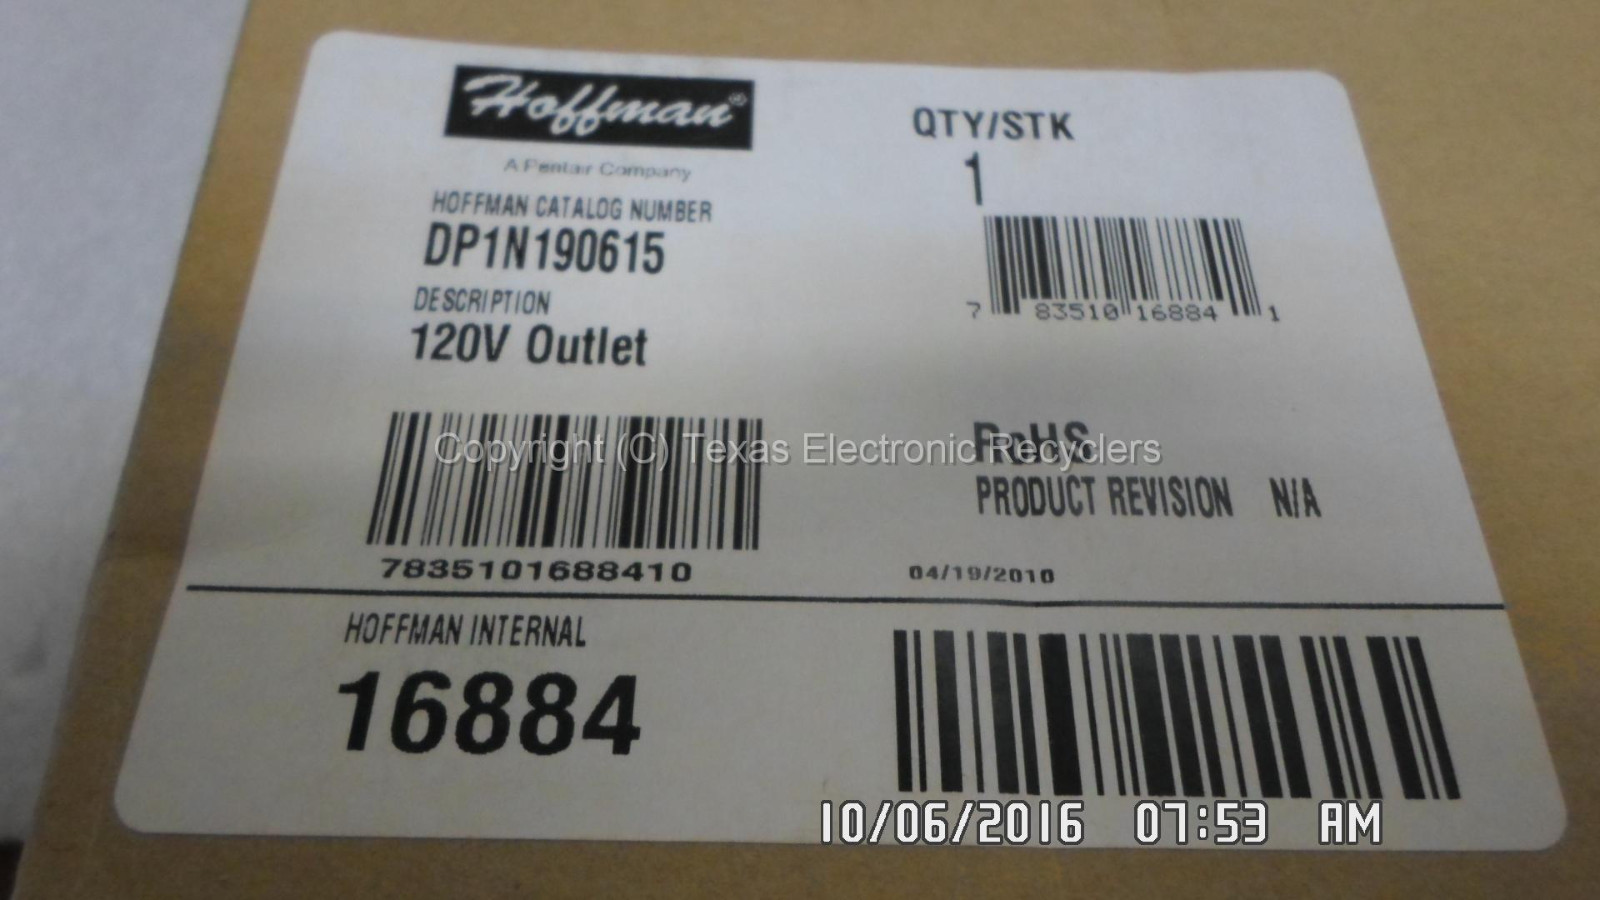 Hoffman®
A Pentair Company
HOFFMAN CATALOG NUMBER
DP1N190615
DESCRIPTION
120V Outlet
7835101688410
QTY/STK
1
7 83510 16884 1
RoHS
PRODUCT REVISION N/A
04/19/2010
Copyright (C) Texas Electronic Recyclers
HOFFMAN INTERNAL
16884
10/06/2016 07:53 AM